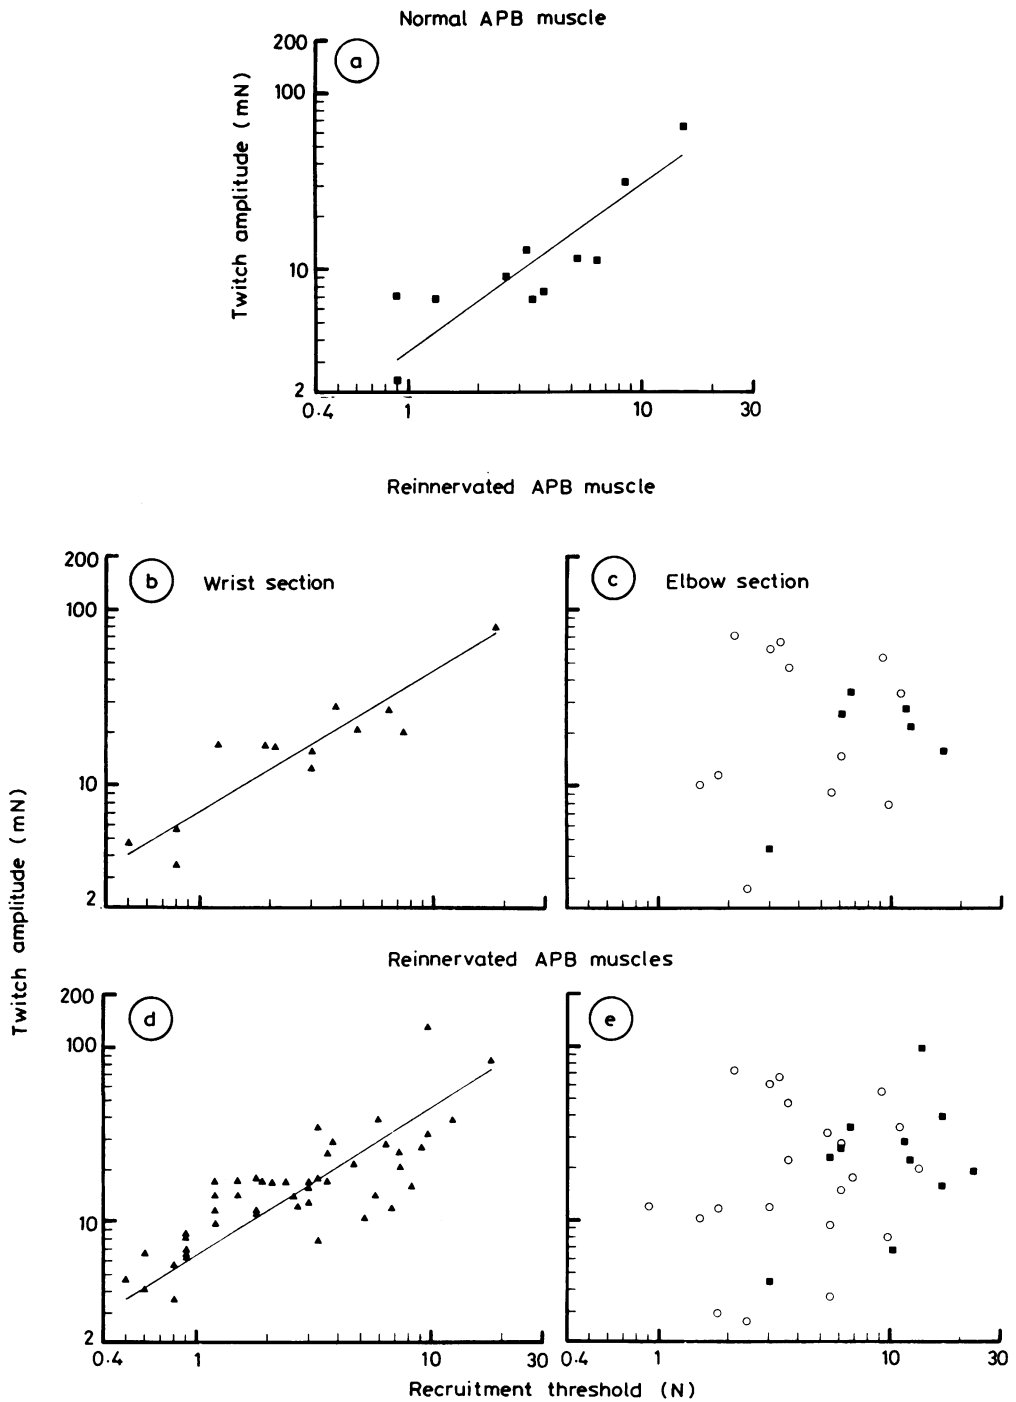 Normal APB muscle
200
a
100
10
2
Twitch amplitude (mN)
0.4 1 10 30
Reinnervated APB muscle
200
b Wrist section
c Elbow section
100
10
2
Twitch amplitude (mN)
Reinnervated APB muscles
200
d
e
100
10
2
0.4 1 10 30 0.4 1 10 30
Recruitment threshold (N)